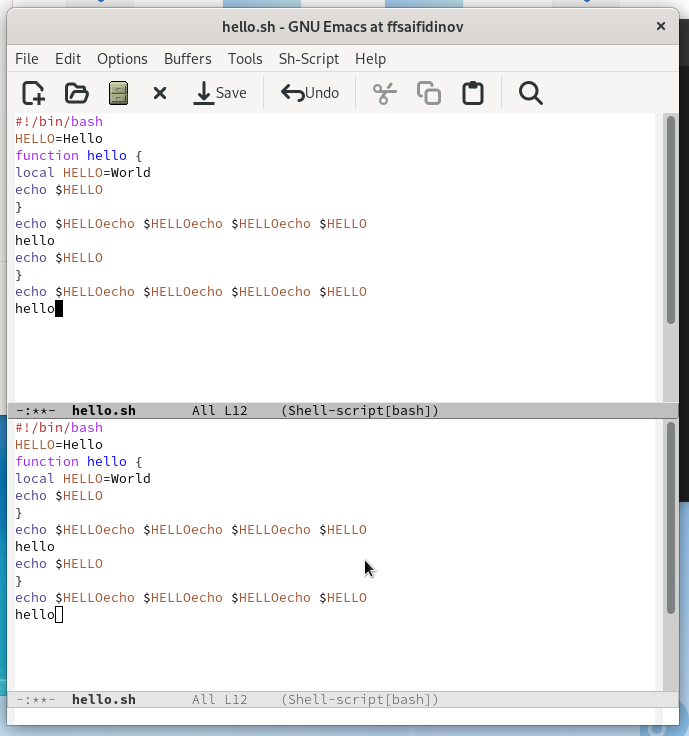 hello.sh - GNU Emacs at ffsaifidinov ×
File Edit Options Buffers Tools Sh-Script Help
Save Undo
#!/bin/bash
HELLO=Hello
function hello {
local HELLO=World
echo $HELLO
}
echo $HELLOecho $HELLOecho $HELLOecho $HELLO
hello
echo $HELLO
}
echo $HELLOecho $HELLOecho $HELLOecho $HELLO
hello
-:**- hello.sh All L12 (Shell-script[bash])
#!/bin/bash
HELLO=Hello
function hello {
local HELLO=World
echo $HELLO
}
echo $HELLOecho $HELLOecho $HELLOecho $HELLO
hello
echo $HELLO
}
echo $HELLOecho $HELLOecho $HELLOecho $HELLO
hello
-:**- hello.sh All L12 (Shell-script[bash])